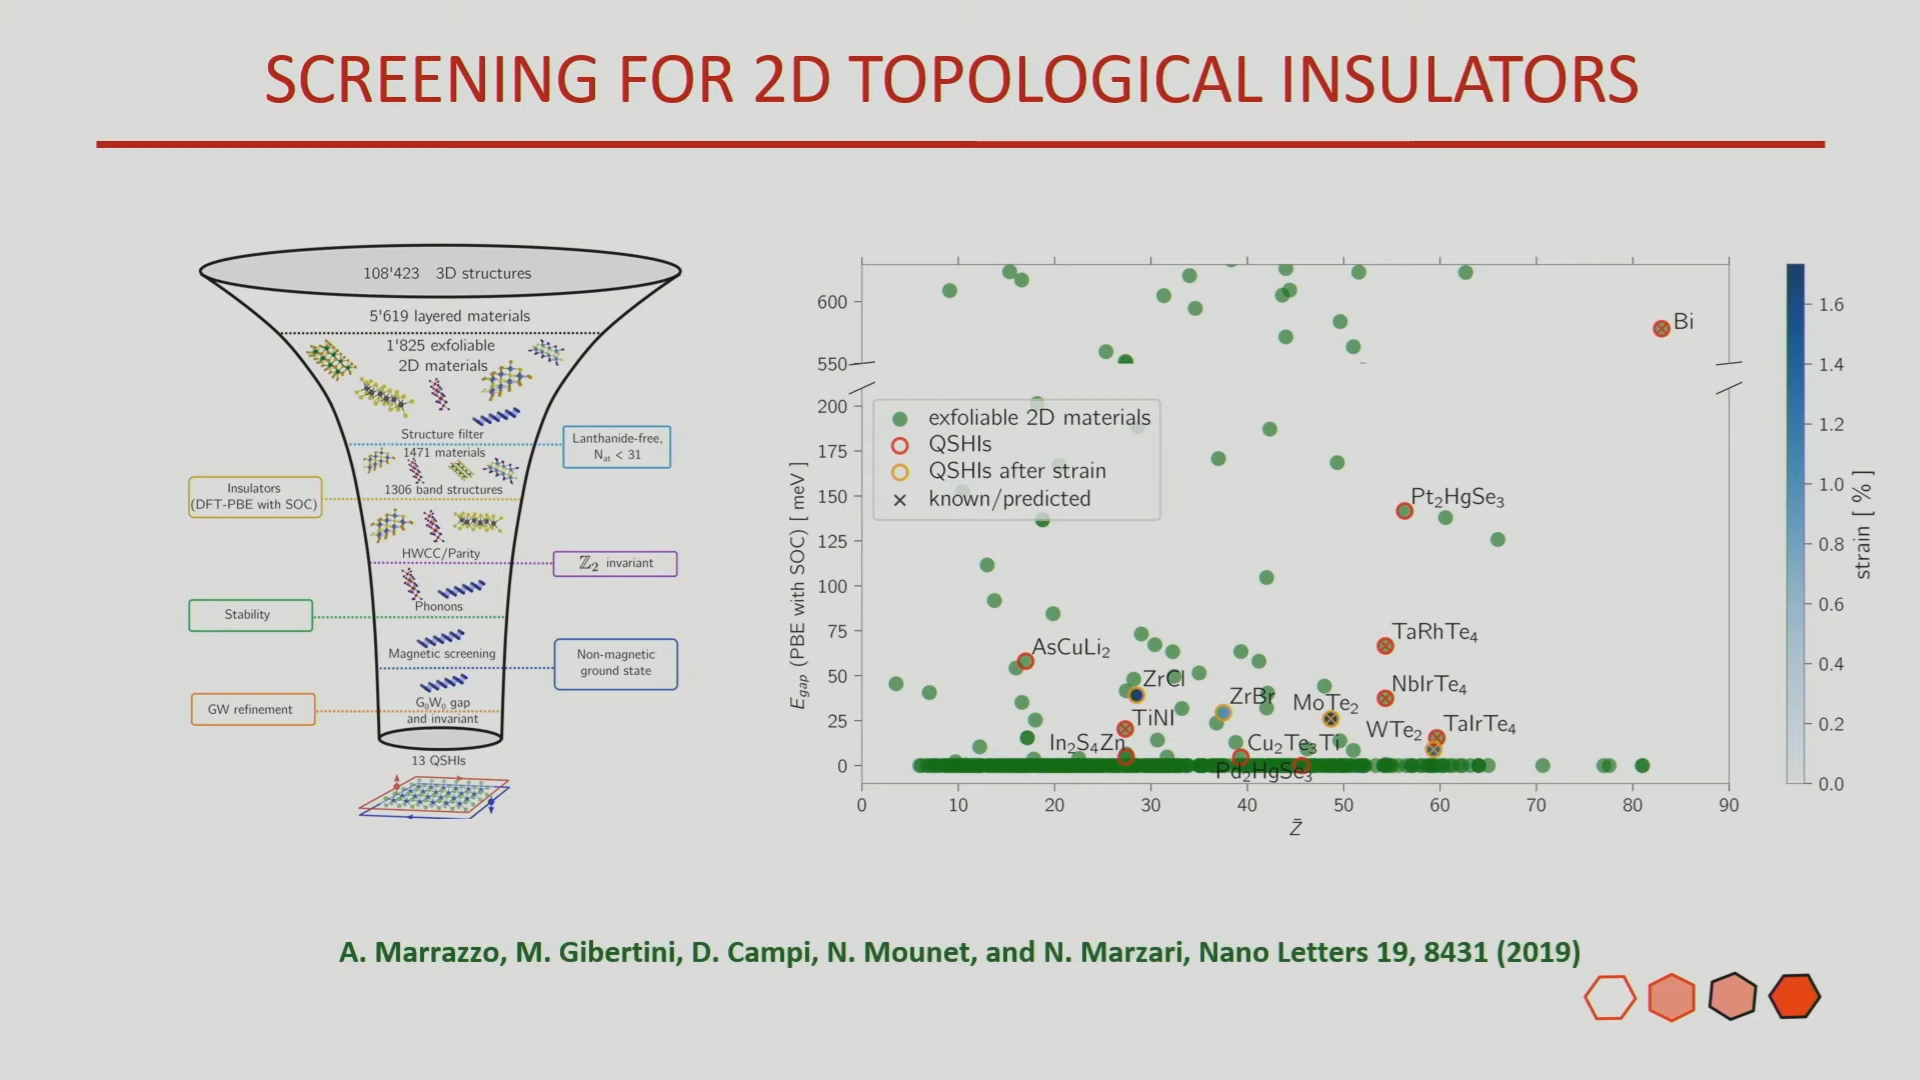 SCREENING FOR 2D TOPOLOGICAL INSULATORS
108'423 3D structures
5'619 layered materials
1'825 exfoliable
2D materials
Structure filter
Lanthanide-free,
Nat < 31
1471 materials
Insulators
(DFT-PBE with SOC)
1306 band structures
HWCC/Parity
ℤ₂ invariant
Phonons
Stability
Magnetic screening
Non-magnetic
ground state
GW refinement
G₀W₀ gap
and invariant
13 QSHIs
E_gap (PBE with SOC) [ meV ]
600
550
200
175
150
125
100
75
50
25
0
exfoliable 2D materials
QSHIs
QSHIs after strain
known/predicted
Bi
Pt₂HgSe₃
TaRhTe₄
AsCuLi₂
ZrCl
NbIrTe₄
ZrBr
MoTe₂
TiNI
WTe₂
TaIrTe₄
In₂S₄Zn
Cu₂Te₃Ti
Pd₂HgSe₃
0 10 20 30 40 50 60 70 80 90
Z̄
1.6
1.4
1.2
1.0
0.8
0.6
0.4
0.2
0.0
strain [ % ]
A. Marrazzo, M. Gibertini, D. Campi, N. Mounet, and N. Marzari, Nano Letters 19, 8431 (2019)